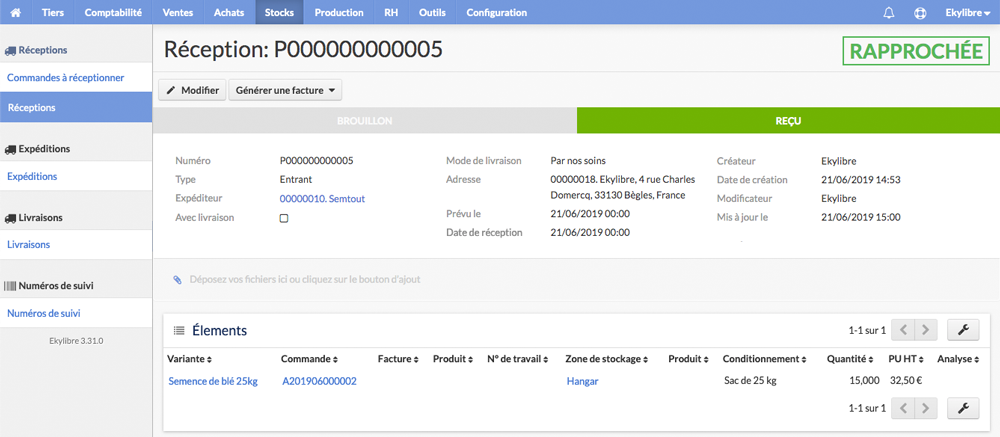 Tiers Comptabilité Ventes Achats Stocks Production RH Outils Configuration Ekylibre
Réceptions
Commandes à réceptionner
Réceptions
Expéditions
Expéditions
Livraisons
Livraisons
Numéros de suivi
Numéros de suivi
Ekylibre 3.31.0
Réception: P000000000005
RAPPROCHÉE
Modifier Générer une facture
BROUILLON REÇU
Numéro P000000000005
Type Entrant
Expéditeur 00000010. Semtout
Avec livraison
Mode de livraison Par nos soins
Adresse 00000018. Ekylibre, 4 rue Charles
Domercq, 33130 Bègles, France
Prévu le 21/06/2019 00:00
Date de réception 21/06/2019 00:00
Créateur Ekylibre
Date de création 21/06/2019 14:53
Modificateur Ekylibre
Mis à jour le 21/06/2019 15:00
Déposez vos fichiers ici ou cliquez sur le bouton d'ajout
Élements 1-1 sur 1
Variante Commande Facture Produit N° de travail Zone de stockage Produit Conditionnement Quantité PU HT Analyse
Semence de blé 25kg A201906000002 Hangar Sac de 25 kg 15,000 32,50 €
1-1 sur 1